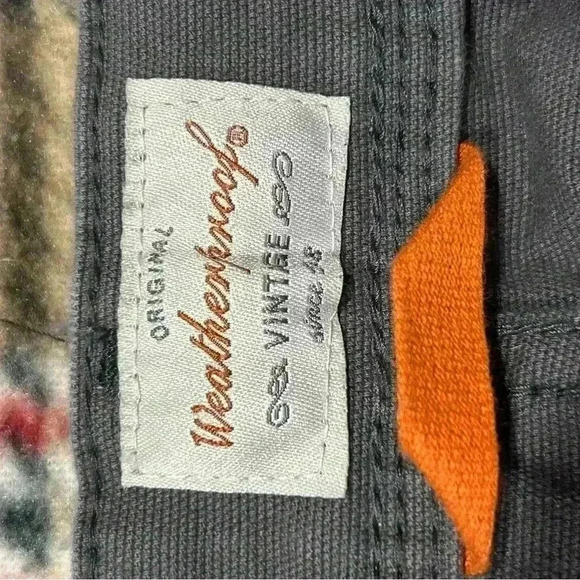 ORIGINAL
Weatherproof®
VINTAGE
since 48